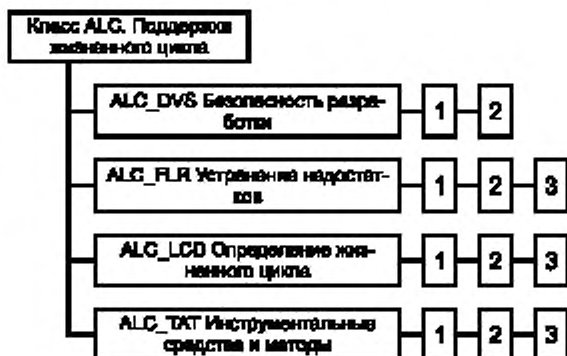 Класс ALC. Поддержка
жизненного цикла
ALC_DVS Безопасность разра-
ботки
1 2
ALC_FLR Устранение недостат-
ков
1 2 3
ALC_LCD Определение жиз-
ненного цикла
1 2 3
ALC_TAT Инструментальные
средства и методы
1 2 3